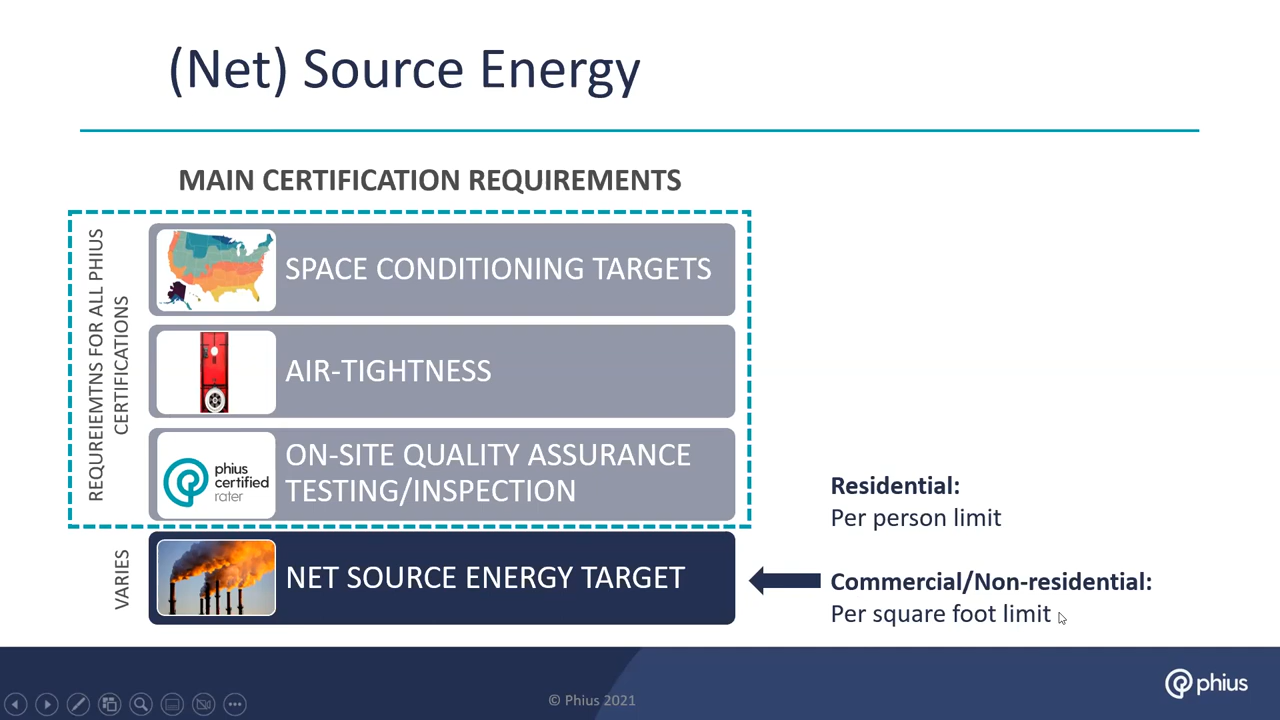 (Net) Source Energy
MAIN CERTIFICATION REQUIREMENTS
REQUREIEMTNS FOR ALL PHIUS
CERTIFICATIONS
SPACE CONDITIONING TARGETS
AIR-TIGHTNESS
phius
certified
rater
ON-SITE QUALITY ASSURANCE
TESTING/INSPECTION
VARIES
NET SOURCE ENERGY TARGET
Residential:
Per person limit
Commercial/Non-residential:
Per square foot limit
© Phius 2021
phius